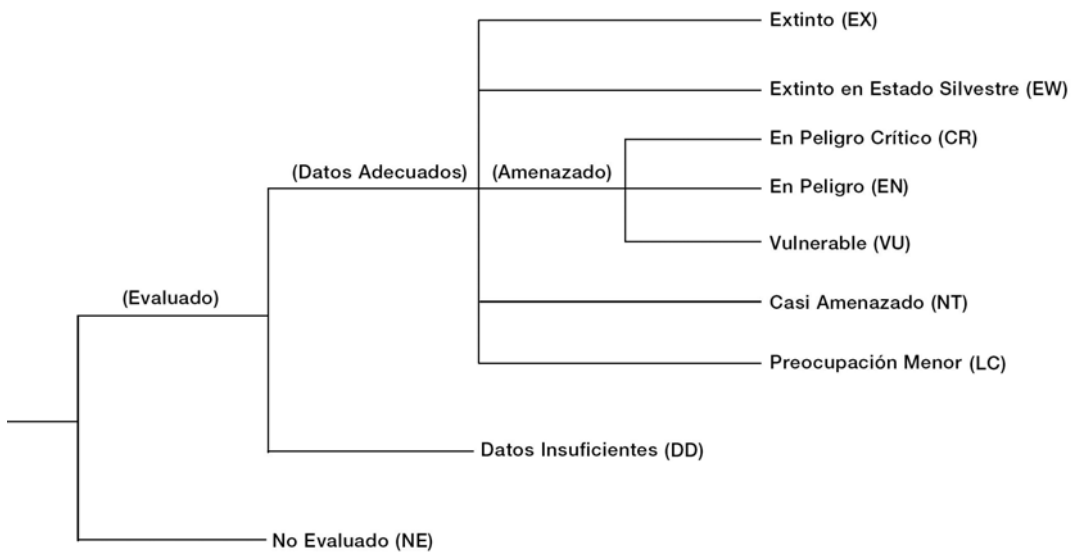 Extinto (EX)
Extinto en Estado Silvestre (EW)
En Peligro Crítico (CR)
(Datos Adecuados)
(Amenazado)
En Peligro (EN)
Vulnerable (VU)
(Evaluado)
Casi Amenazado (NT)
Preocupación Menor (LC)
Datos Insuficientes (DD)
No Evaluado (NE)